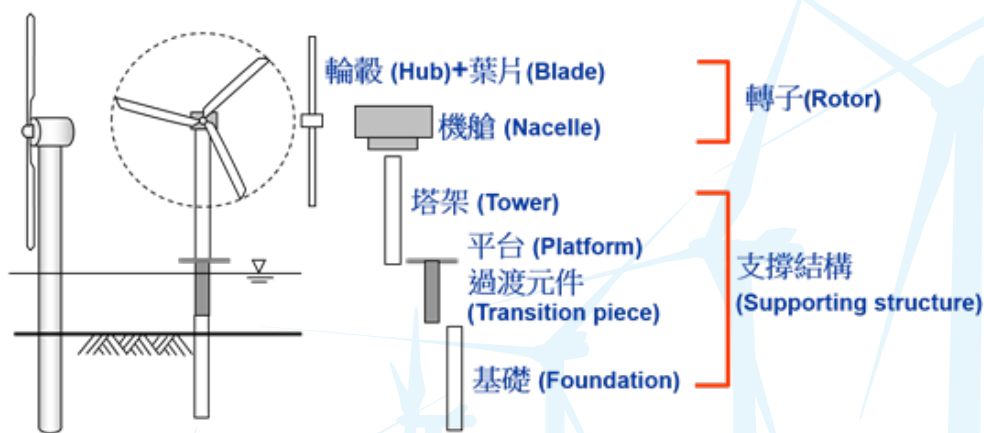 輪轂 (Hub)+葉片(Blade)
機艙 (Nacelle)
轉子(Rotor)
塔架 (Tower)
平台 (Platform)
過渡元件
(Transition piece)
基礎 (Foundation)
支撐結構
(Supporting structure)